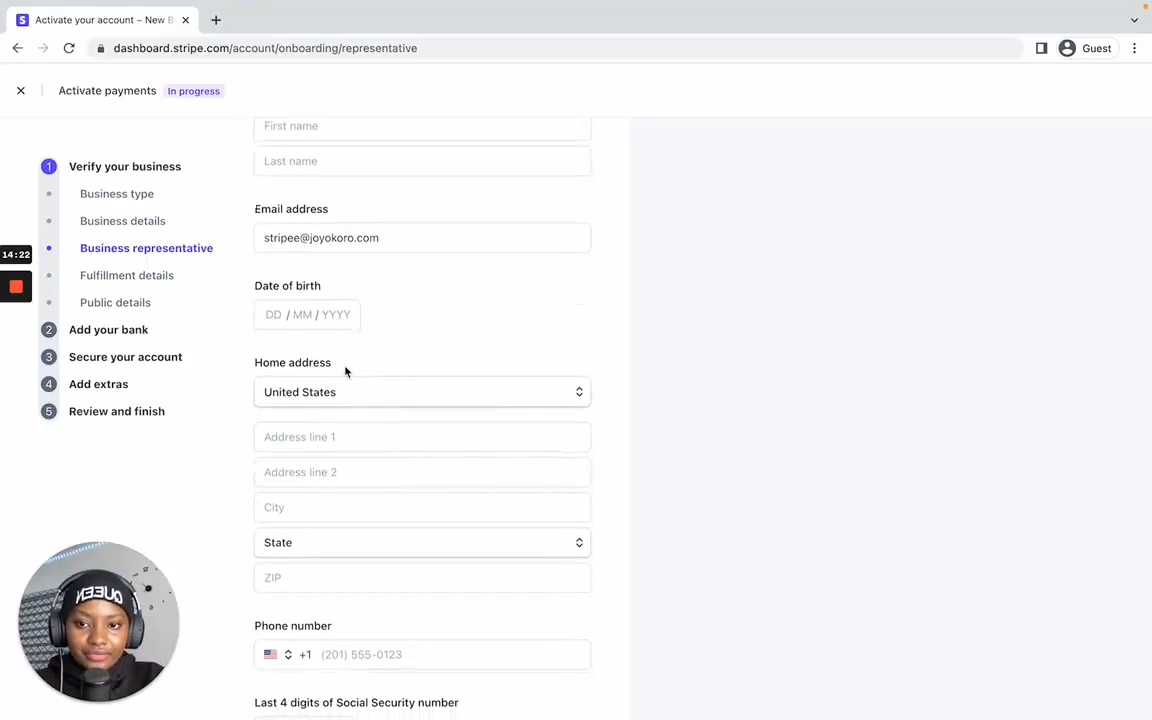 Activate your account – New B
dashboard.stripe.com/account/onboarding/representative
Guest
Activate payments
In progress
1 Verify your business
Business type
Business details
Business representative
Fulfillment details
Public details
2 Add your bank
3 Secure your account
4 Add extras
5 Review and finish
14:22
First name
Last name
Email address
stripee@joyokoro.com
Date of birth
DD / MM / YYYY
Home address
United States
Address line 1
Address line 2
City
State
ZIP
Phone number
+1 (201) 555-0123
Last 4 digits of Social Security number
QUEEN